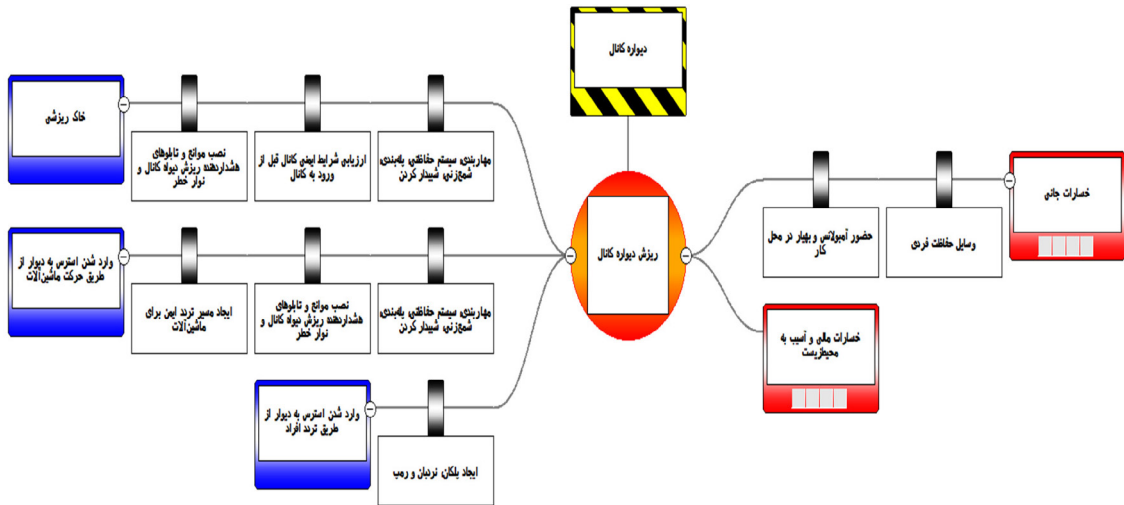 دیواره کانال
خاک ریزشی
نصب موانع و تابلوهای
هشداردهنده ریزش دیواه کانال و
نوار خطر
ارزیابی شرایط ایمنی کانال قبل از
ورود به کانال
مهاربندی، سیستم حفاظتی، پله‌بندی،
شمع‌زنی، شیبدار کردن
ریزش دیواره کانال
حضور آمبولانس و بهیار در محل
کار
وسایل حفاظت فردی
خسارات جانی
وارد شدن استرس به دیوار از
طریق حرکت ماشین‌آلات
ایجاد مسیر تردد ایمن برای
ماشین‌آلات
نصب موانع و تابلوهای
هشداردهنده ریزش دیواه کانال و
نوار خطر
مهاربندی، سیستم حفاظتی، پله‌بندی،
شمع‌زنی، شیبدار کردن
خسارات مالی و آسیب به
محیط‌زیست
وارد شدن استرس به دیوار از
طریق تردد افراد
ایجاد پلکان، نردبان و رمپ